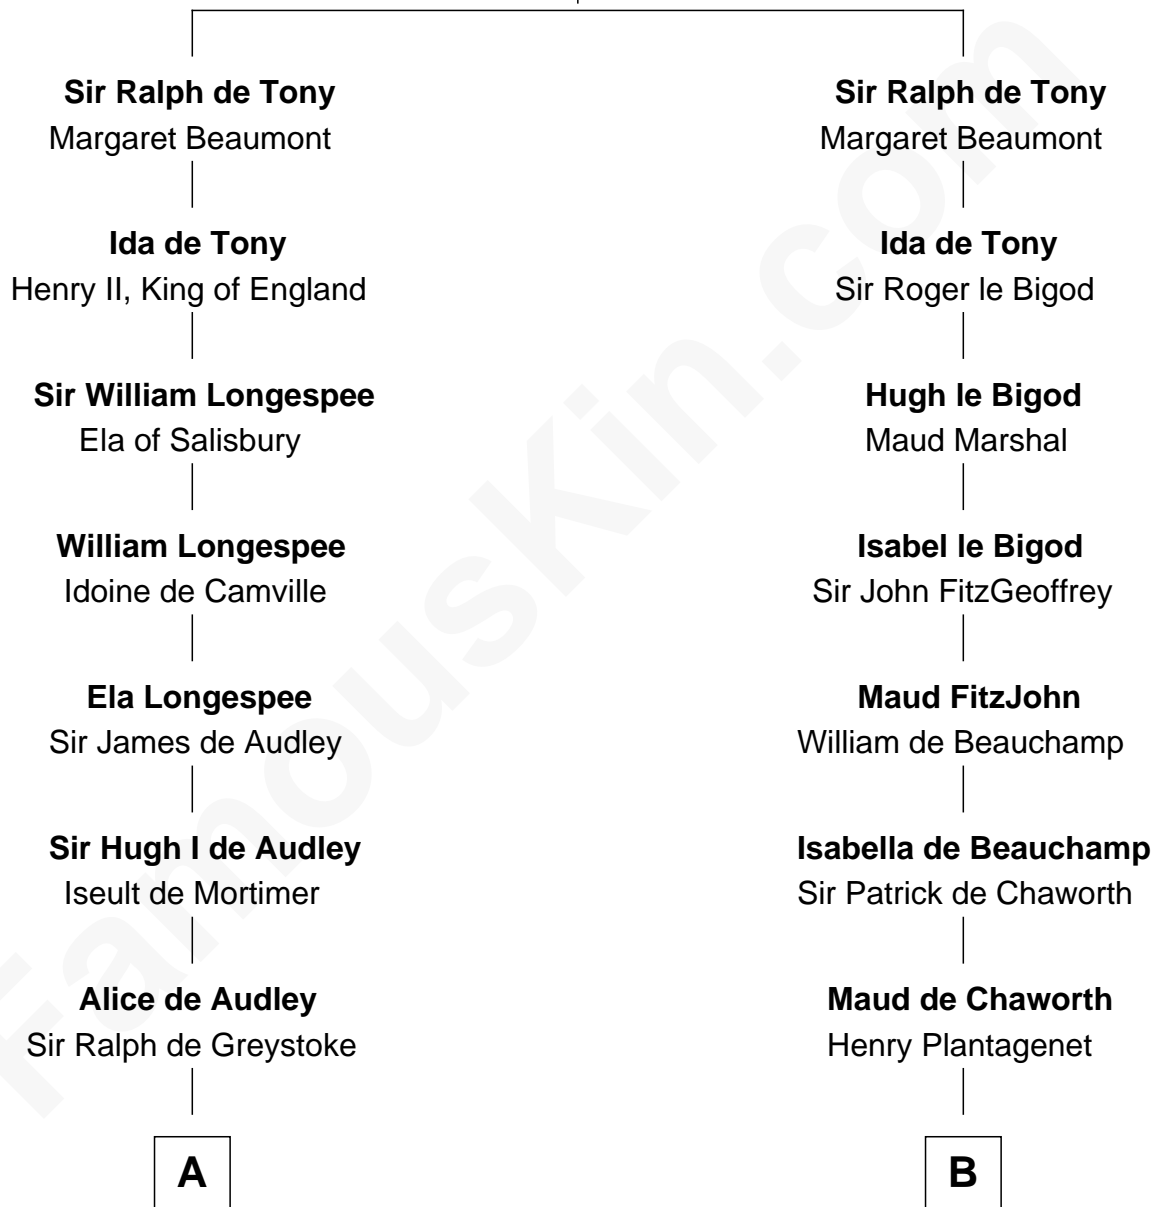 Sir Ralph de Tony
Margaret Beaumont
Ida de Tony
Henry II, King of England
Sir William Longespee
Ela of Salisbury
William Longespee
Idoine de Camville
Ela Longespee
Sir James de Audley
Sir Hugh I de Audley
Iseult de Mortimer
Alice de Audley
Sir Ralph de Greystoke
A
Sir Ralph de Tony
Margaret Beaumont
Ida de Tony
Sir Roger le Bigod
Hugh le Bigod
Maud Marshal
Isabel le Bigod
Sir John FitzGeoffrey
Maud FitzJohn
William de Beauchamp
Isabella de Beauchamp
Sir Patrick de Chaworth
Maud de Chaworth
Henry Plantagenet
B
FamousKin.com